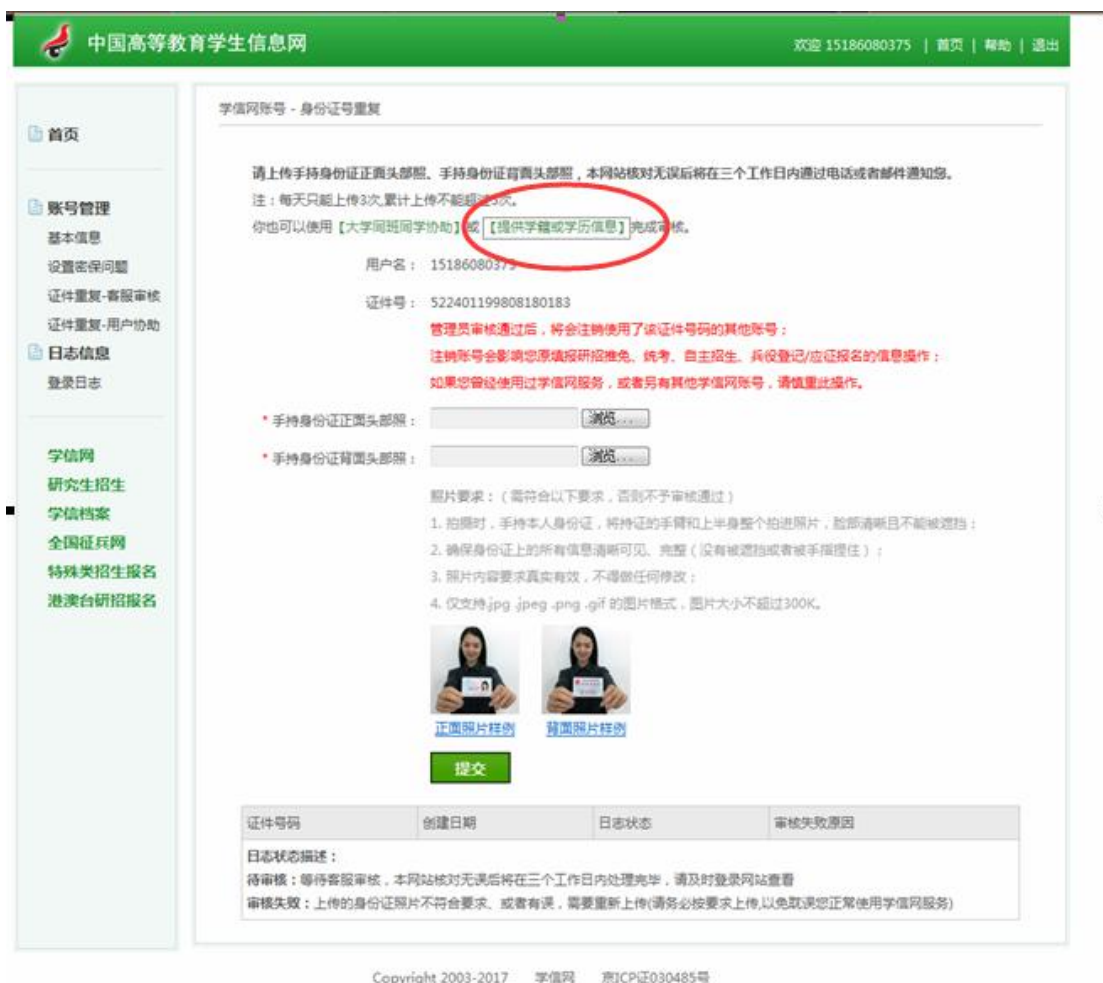 中国高等教育学生信息网
欢迎 15186080375 | 首页 | 帮助 | 退出
学信网账号 - 身份证号重复
首页
请上传手持身份证正面头部照、手持身份证背面头部照，本网站核对无误后将在三个工作日内通过电话或者邮件通知您。
注：每天只能上传3次,累计上传不能超过5次。
你也可以使用【大学同班同学协助】或【提供学籍或学历信息】完成审核。
账号管理
基本信息
设置密保问题
证件重复-客服审核
证件重复-用户协助
日志信息
登录日志
学信网
研究生招生
学信档案
全国征兵网
特殊类招生报名
港澳台研招报名
用户名： 15186080375
证件号： 522401199808180183
管理员审核通过后，将会注销使用了该证件号码的其他账号；
注销账号会影响您原填报研招推免、统考、自主招生、兵役登记/应征报名的信息操作；
如果您曾经使用过学信网服务，或者另有其他学信网账号，请慎重此操作。
* 手持身份证正面头部照： 浏览...
* 手持身份证背面头部照： 浏览...
照片要求：（需符合以下要求，否则不予审核通过）
1. 拍照时，手持本人身份证，将持证的手臂和上半身整个拍进照片，脸部清晰且不能被遮挡；
2. 确保身份证上的所有信息清晰可见、完整（没有被遮挡或者被手指捏住）；
3. 照片内容要求真实有效，不得做任何修改；
4. 仅支持.jpg .jpeg .png .gif 的图片格式，图片大小不超过300K。
正面照片样例 背面照片样例
提交
证件号码 创建日期 日志状态 审核失败原因
日志状态描述：
待审核：等待客服审核，本网站核对无误后将在三个工作日内处理完毕，请及时登录网站查看
审核失败：上传的身份证照片不符合要求、或者有误，需要重新上传(请务必按要求上传,以免耽误您正常使用学信网服务)
Copyright 2003-2017 学信网 京ICP证030485号